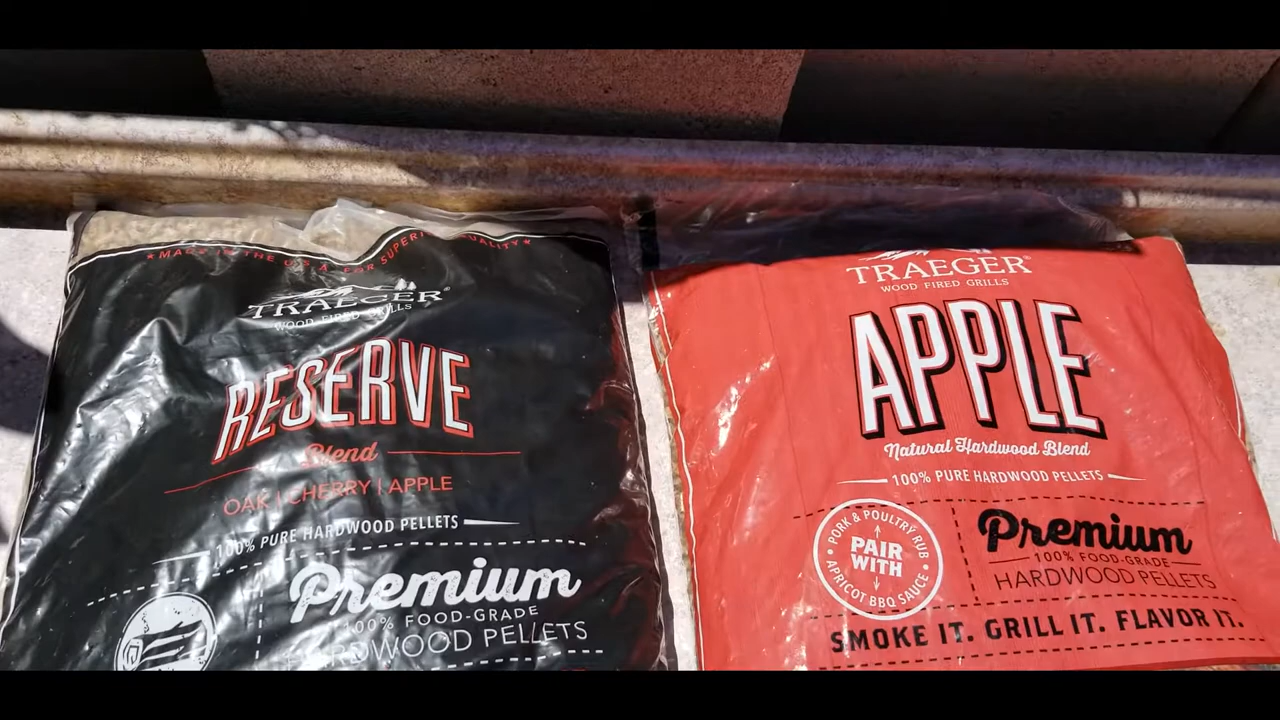 ★MADE IN THE U.S.A. FOR SUPERIOR QUALITY★
TRAEGER®
WOOD FIRED GRILLS
RESERVE
Blend
OAK | CHERRY | APPLE
100% PURE HARDWOOD PELLETS
Premium
100% FOOD-GRADE
HARDWOOD PELLETS
TRAEGER®
WOOD FIRED GRILLS
APPLE
Natural Hardwood Blend
100% PURE HARDWOOD PELLETS
PORK & POULTRY RUB
PAIR
WITH
APRICOT BBQ SAUCE
Premium
100% FOOD-GRADE
HARDWOOD PELLETS
SMOKE IT. GRILL IT. FLAVOR IT.